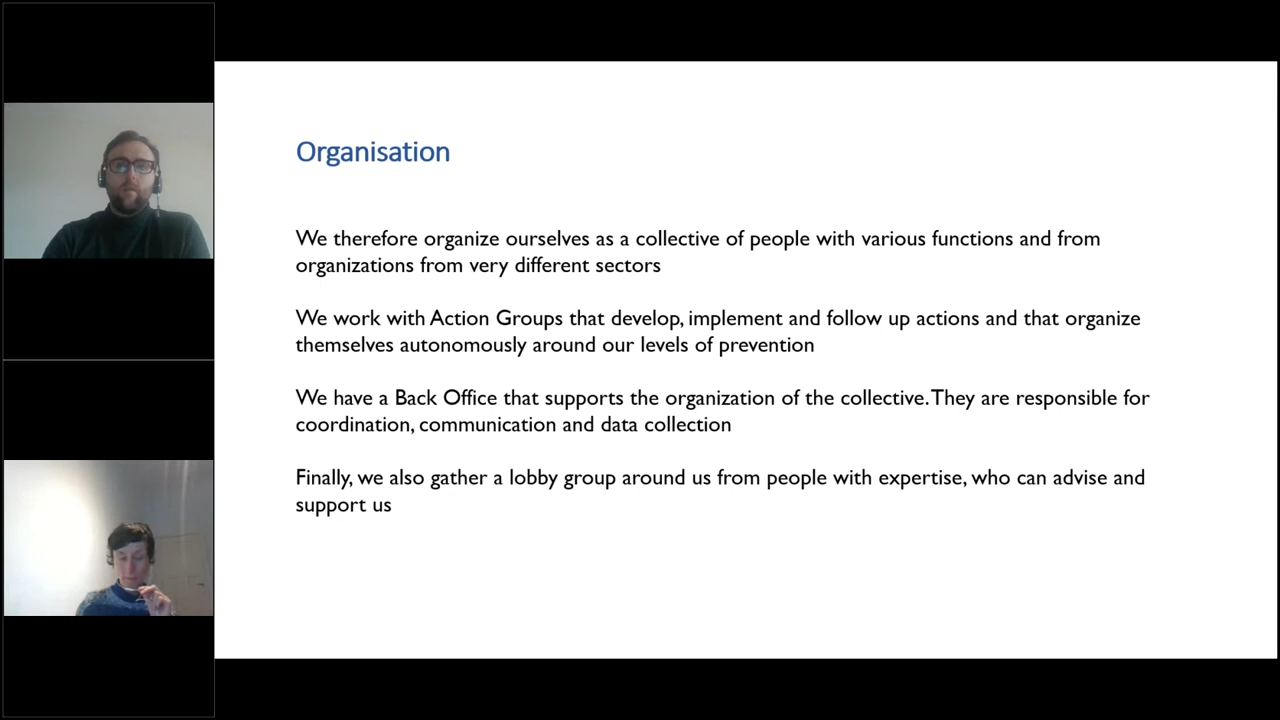 Organisation
We therefore organize ourselves as a collective of people with various functions and from
organizations from very different sectors
We work with Action Groups that develop, implement and follow up actions and that organize
themselves autonomously around our levels of prevention
We have a Back Office that supports the organization of the collective. They are responsible for
coordination, communication and data collection
Finally, we also gather a lobby group around us from people with expertise, who can advise and
support us